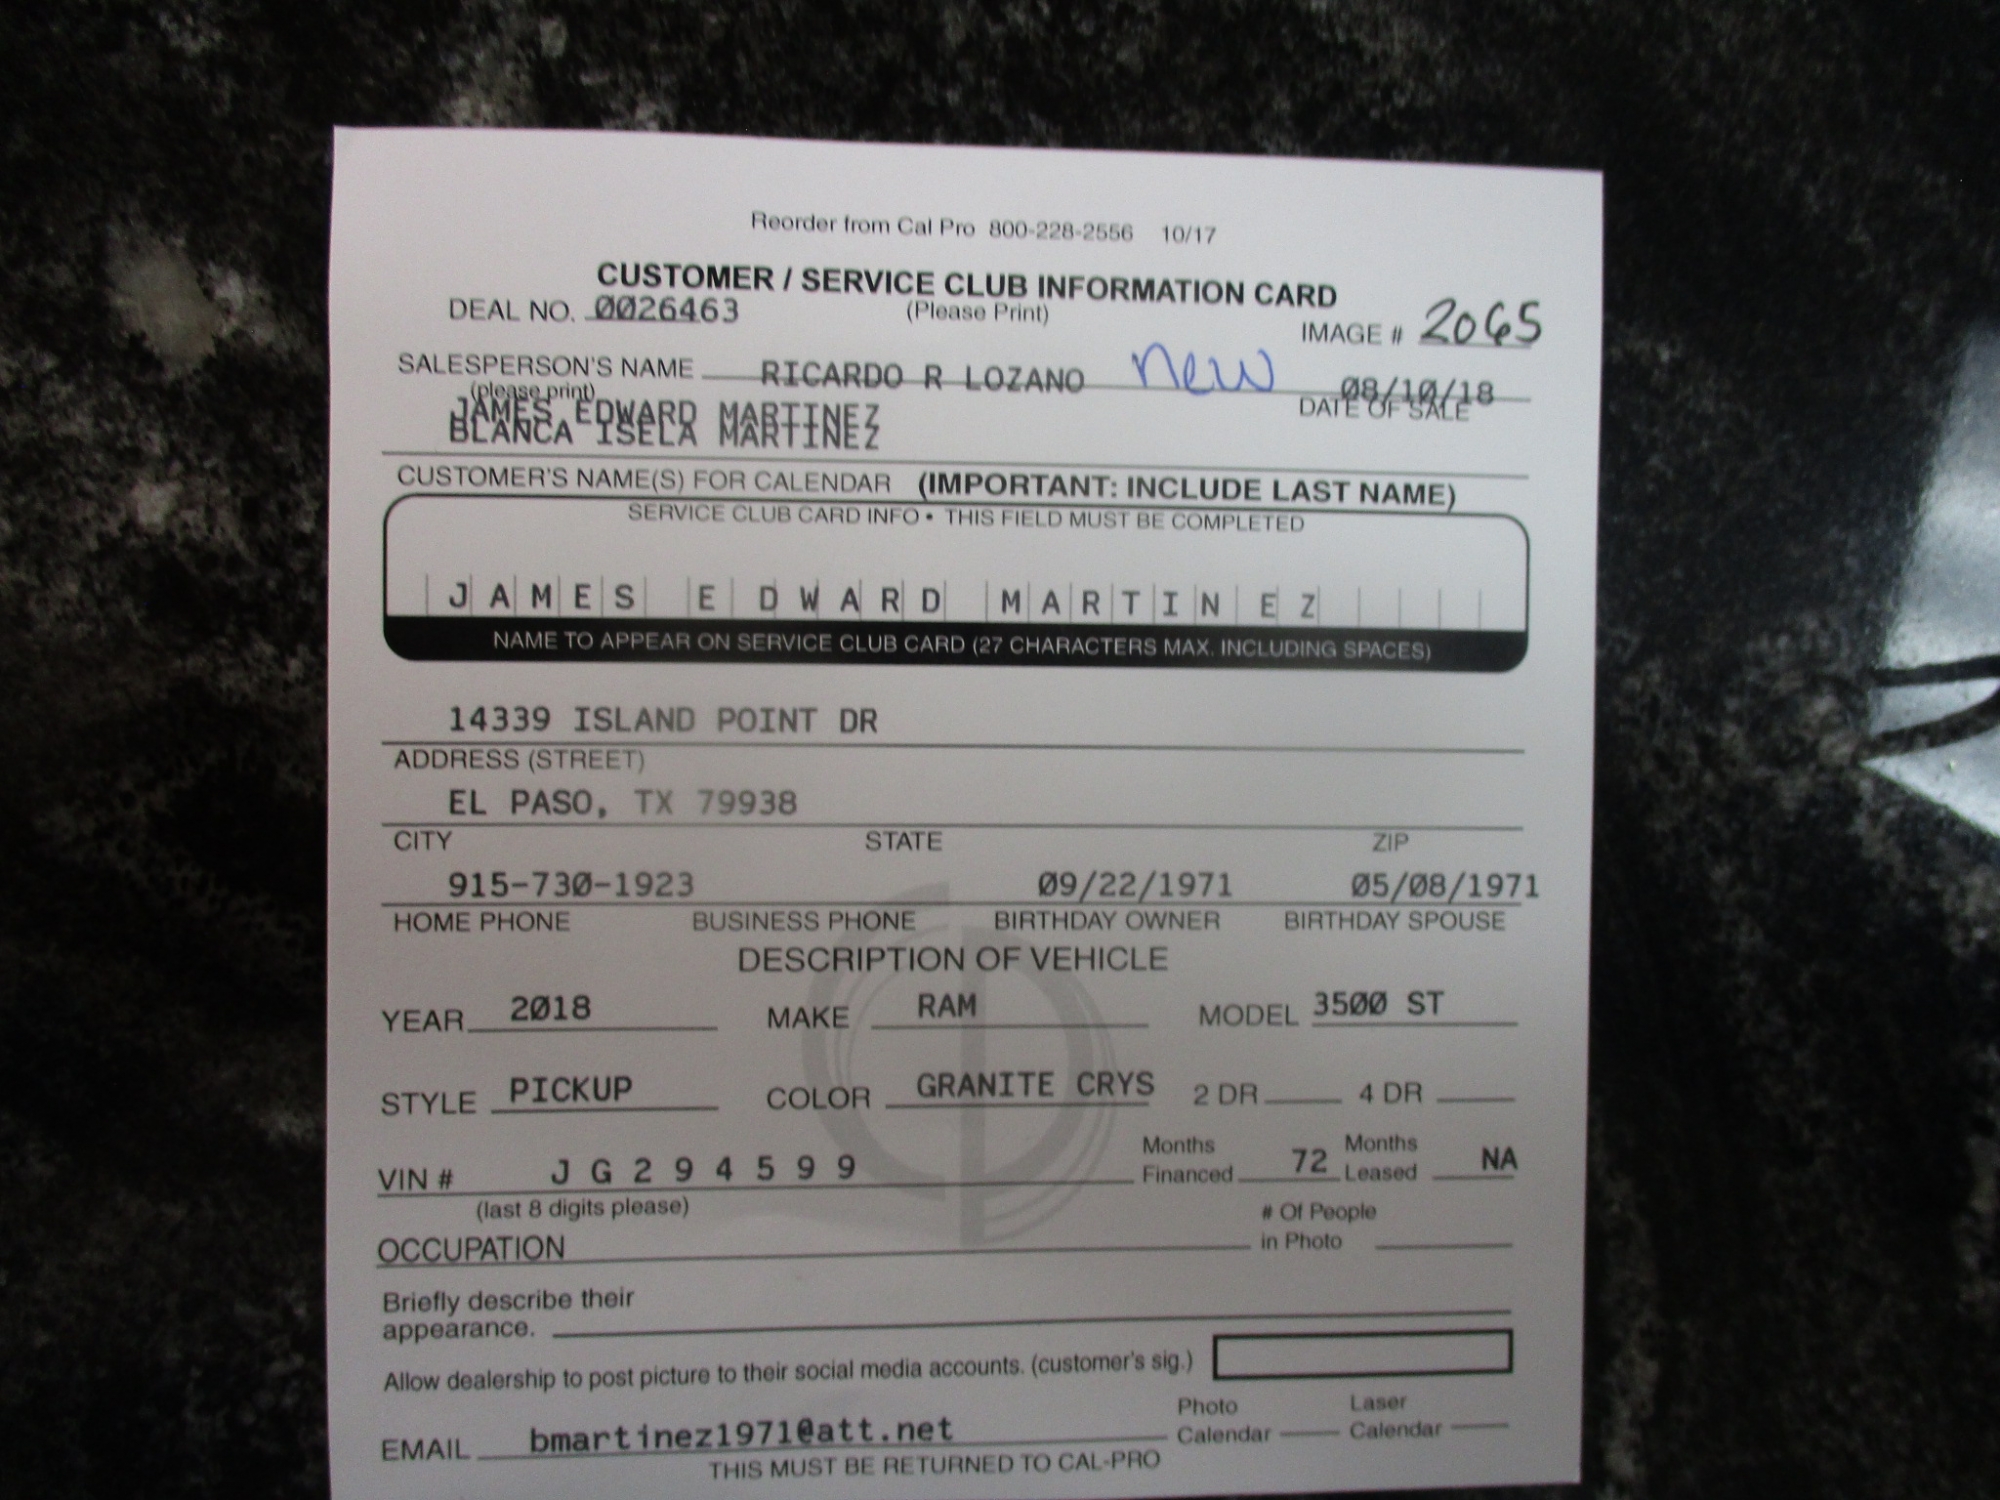 Reorder from Cal Pro 800-228-2556 10/17
CUSTOMER / SERVICE CLUB INFORMATION CARD
DEAL NO. 0026463 (Please Print) IMAGE # 2065
SALESPERSON'S NAME RICARDO R LOZANO new 08/10/18
(please print) DATE OF SALE
JAMES EDWARD MARTINEZ
BLANCA ISELA MARTINEZ
CUSTOMER'S NAME(S) FOR CALENDAR (IMPORTANT: INCLUDE LAST NAME)
SERVICE CLUB CARD INFO • THIS FIELD MUST BE COMPLETED
JAMES EDWARD MARTINEZ
NAME TO APPEAR ON SERVICE CLUB CARD (27 CHARACTERS MAX. INCLUDING SPACES)
14339 ISLAND POINT DR
ADDRESS (STREET)
EL PASO, TX 79938
CITY STATE ZIP
915-730-1923 09/22/1971 05/08/1971
HOME PHONE BUSINESS PHONE BIRTHDAY OWNER BIRTHDAY SPOUSE
DESCRIPTION OF VEHICLE
YEAR 2018 MAKE RAM MODEL 3500 ST
STYLE PICKUP COLOR GRANITE CRYS 2 DR 4 DR
VIN # JG294599 Months Financed 72 Months Leased NA
(last 8 digits please)
OCCUPATION # Of People in Photo
Briefly describe their
appearance.
Allow dealership to post picture to their social media accounts. (customer's sig.)
EMAIL bmartinez1971@att.net Photo Calendar Laser Calendar
THIS MUST BE RETURNED TO CAL-PRO